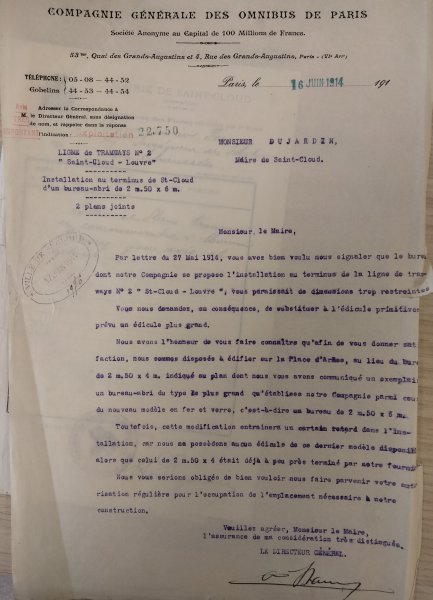 COMPAGNIE GÉNÉRALE DES OMNIBUS DE PARIS
Société Anonyme au Capital de 100 Millions de Francs.
53ter, Quai des Grands-Augustins et 4, Rue des Grands-Augustins, Paris - (VIe Arrt)
TÉLÉPHONE: 05-08 - 44-52
Gobelins 44-53 - 44-54
Paris, le 16 JUIN 1914 191
Adresser la Correspondance à
M. le Directeur Général, sans désignation
de nom, et rappeler dans la réponse
l'indication: Exploitation 22.750
MONSIEUR DUJARDIN,
Maire de Saint-Cloud.
LIGNE de TRAMWAYS N° 2
" Saint-Cloud - Louvre"
Installation au terminus de St-Cloud
d'un bureau-abri de 2 m.50 x 6 m.
2 plans joints
Monsieur le Maire,
Par lettre du 27 Mai 1914, vous avez bien voulu nous signaler que le bureau
dont notre Compagnie se propose l'installation au terminus de la ligne de tram-
ways N° 2 " St-Cloud - Louvre ", vous paraissait de dimensions trop restreintes
Vous nous demandez, en conséquence, de substituer à l'édicule primitivement
prévu un édicule plus grand.
Nous avons l'honneur de vous faire connaître qu'afin de vous donner satis-
faction, nous sommes disposés à édifier sur la Place d'Armes, au lieu du bureau
de 2 m.50 x 4 m. indiqué au plan dont nous vous avons communiqué un exemplaire
un bureau-abri du type le plus grand qu'établisse notre Compagnie parmi ceux
du nouveau modèle en fer et verre, c'est-à-dire un bureau de 2 m.50 x 6 m.
Toutefois, cette modification entrainera un certain retard dans l'ins-
tallation, car nous ne possédons aucun édicule de ce dernier modèle disponible
alors que celui de 2 m.50 x 4 était déjà à peu près terminé par notre fournis
Nous vous serions obligés de bien vouloir nous faire parvenir votre auto-
risation régulière pour l'occupation de l'emplacement nécessaire à notre
construction.
Veuillez agréer, Monsieur le Maire,
l'assurance de ma considération très distinguée.
LE DIRECTEUR GÉNÉRAL.